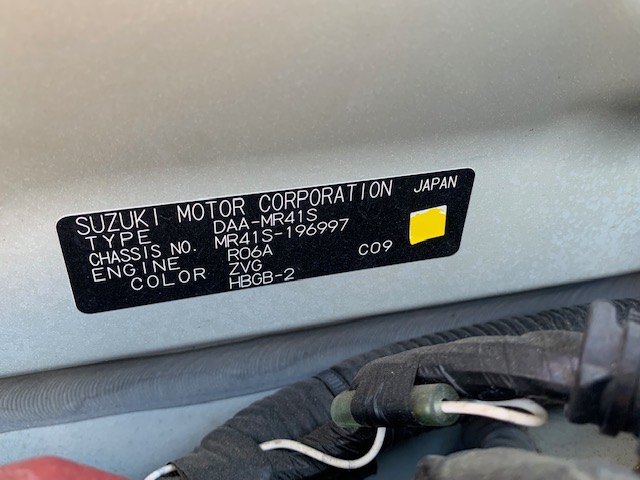 SUZUKI MOTOR CORPORATION JAPAN
TYPE DAA-MR41S
CHASSIS NO. MR41S-196997
ENGINE R06A C09
COLOR ZVG
HBGB-2